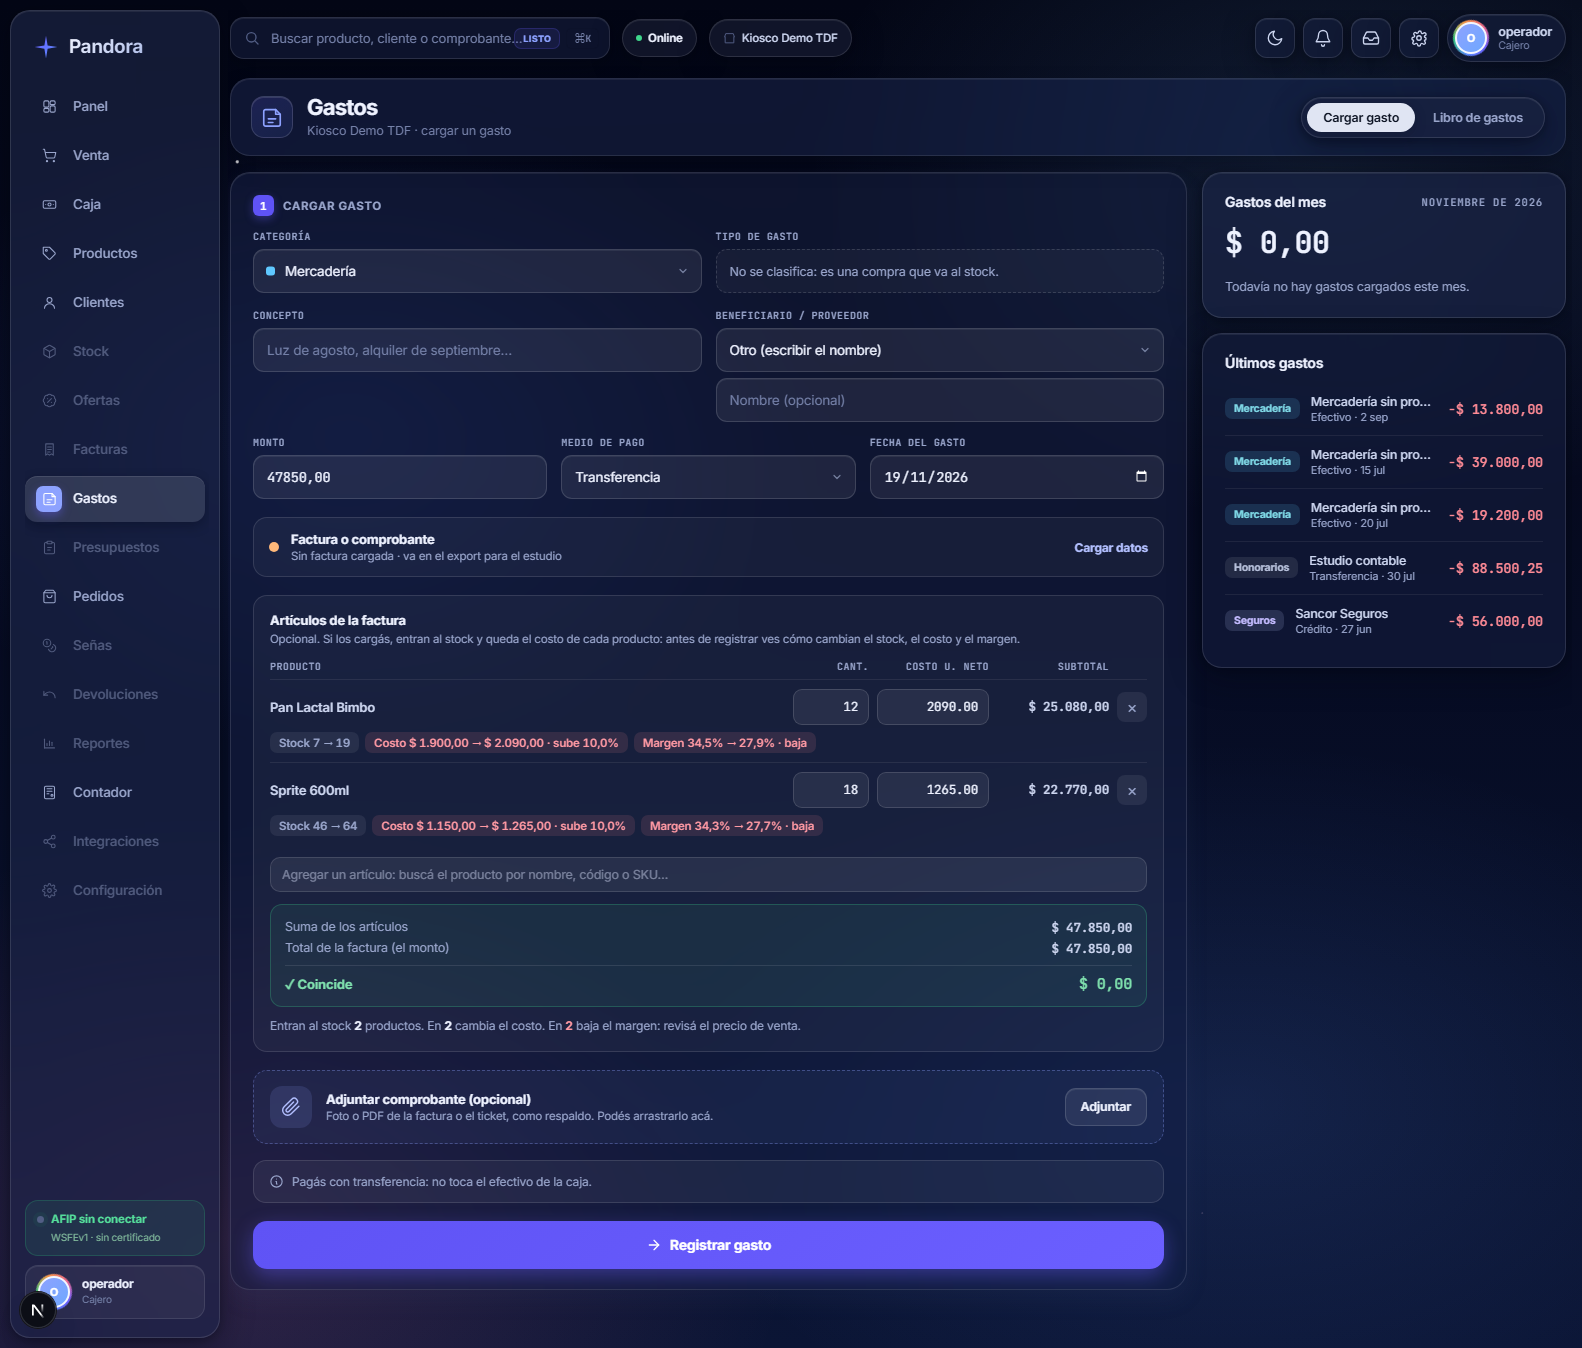 Pandora
Buscar producto, cliente o comprobante...
LISTO
⌘K
Online
Kiosco Demo TDF
O
operador
Cajero
Panel
Venta
Caja
Productos
Clientes
Stock
Ofertas
Facturas
Gastos
Presupuestos
Pedidos
Señas
Devoluciones
Reportes
Contador
Integraciones
Configuración
AFIP sin conectar
WSFEv1 · sin certificado
O
operador
Cajero
N
Gastos
Kiosco Demo TDF · cargar un gasto
Cargar gasto
Libro de gastos
1 CARGAR GASTO
CATEGORÍA
Mercadería
TIPO DE GASTO
No se clasifica: es una compra que va al stock.
CONCEPTO
Luz de agosto, alquiler de septiembre...
BENEFICIARIO / PROVEEDOR
Otro (escribir el nombre)
Nombre (opcional)
MONTO
47850,00
MEDIO DE PAGO
Transferencia
FECHA DEL GASTO
19/11/2026
Factura o comprobante
Sin factura cargada · va en el export para el estudio
Cargar datos
Artículos de la factura
Opcional. Si los cargás, entran al stock y queda el costo de cada producto: antes de registrar ves cómo cambian el stock, el costo y el margen.
PRODUCTO CANT. COSTO U. NETO SUBTOTAL
Pan Lactal Bimbo 12 2090.00 $ 25.080,00 ×
Stock 7 → 19 Costo $ 1.900,00 → $ 2.090,00 · sube 10,0% Margen 34,5% → 27,9% · baja
Sprite 600ml 18 1265.00 $ 22.770,00 ×
Stock 46 → 64 Costo $ 1.150,00 → $ 1.265,00 · sube 10,0% Margen 34,3% → 27,7% · baja
Agregar un artículo: buscá el producto por nombre, código o SKU...
Suma de los artículos $ 47.850,00
Total de la factura (el monto) $ 47.850,00
✓ Coincide $ 0,00
Entran al stock 2 productos. En 2 cambia el costo. En 2 baja el margen: revisá el precio de venta.
Adjuntar comprobante (opcional)
Foto o PDF de la factura o el ticket, como respaldo. Podés arrastrarlo acá.
Adjuntar
Pagás con transferencia: no toca el efectivo de la caja.
→ Registrar gasto
Gastos del mes
NOVIEMBRE DE 2026
$ 0,00
Todavía no hay gastos cargados este mes.
Últimos gastos
Mercadería Mercadería sin pro... -$ 13.800,00
Efectivo · 2 sep
Mercadería Mercadería sin pro... -$ 39.000,00
Efectivo · 15 jul
Mercadería Mercadería sin pro... -$ 19.200,00
Efectivo · 20 jul
Honorarios Estudio contable -$ 88.500,25
Transferencia · 30 jul
Seguros Sancor Seguros -$ 56.000,00
Crédito · 27 jun